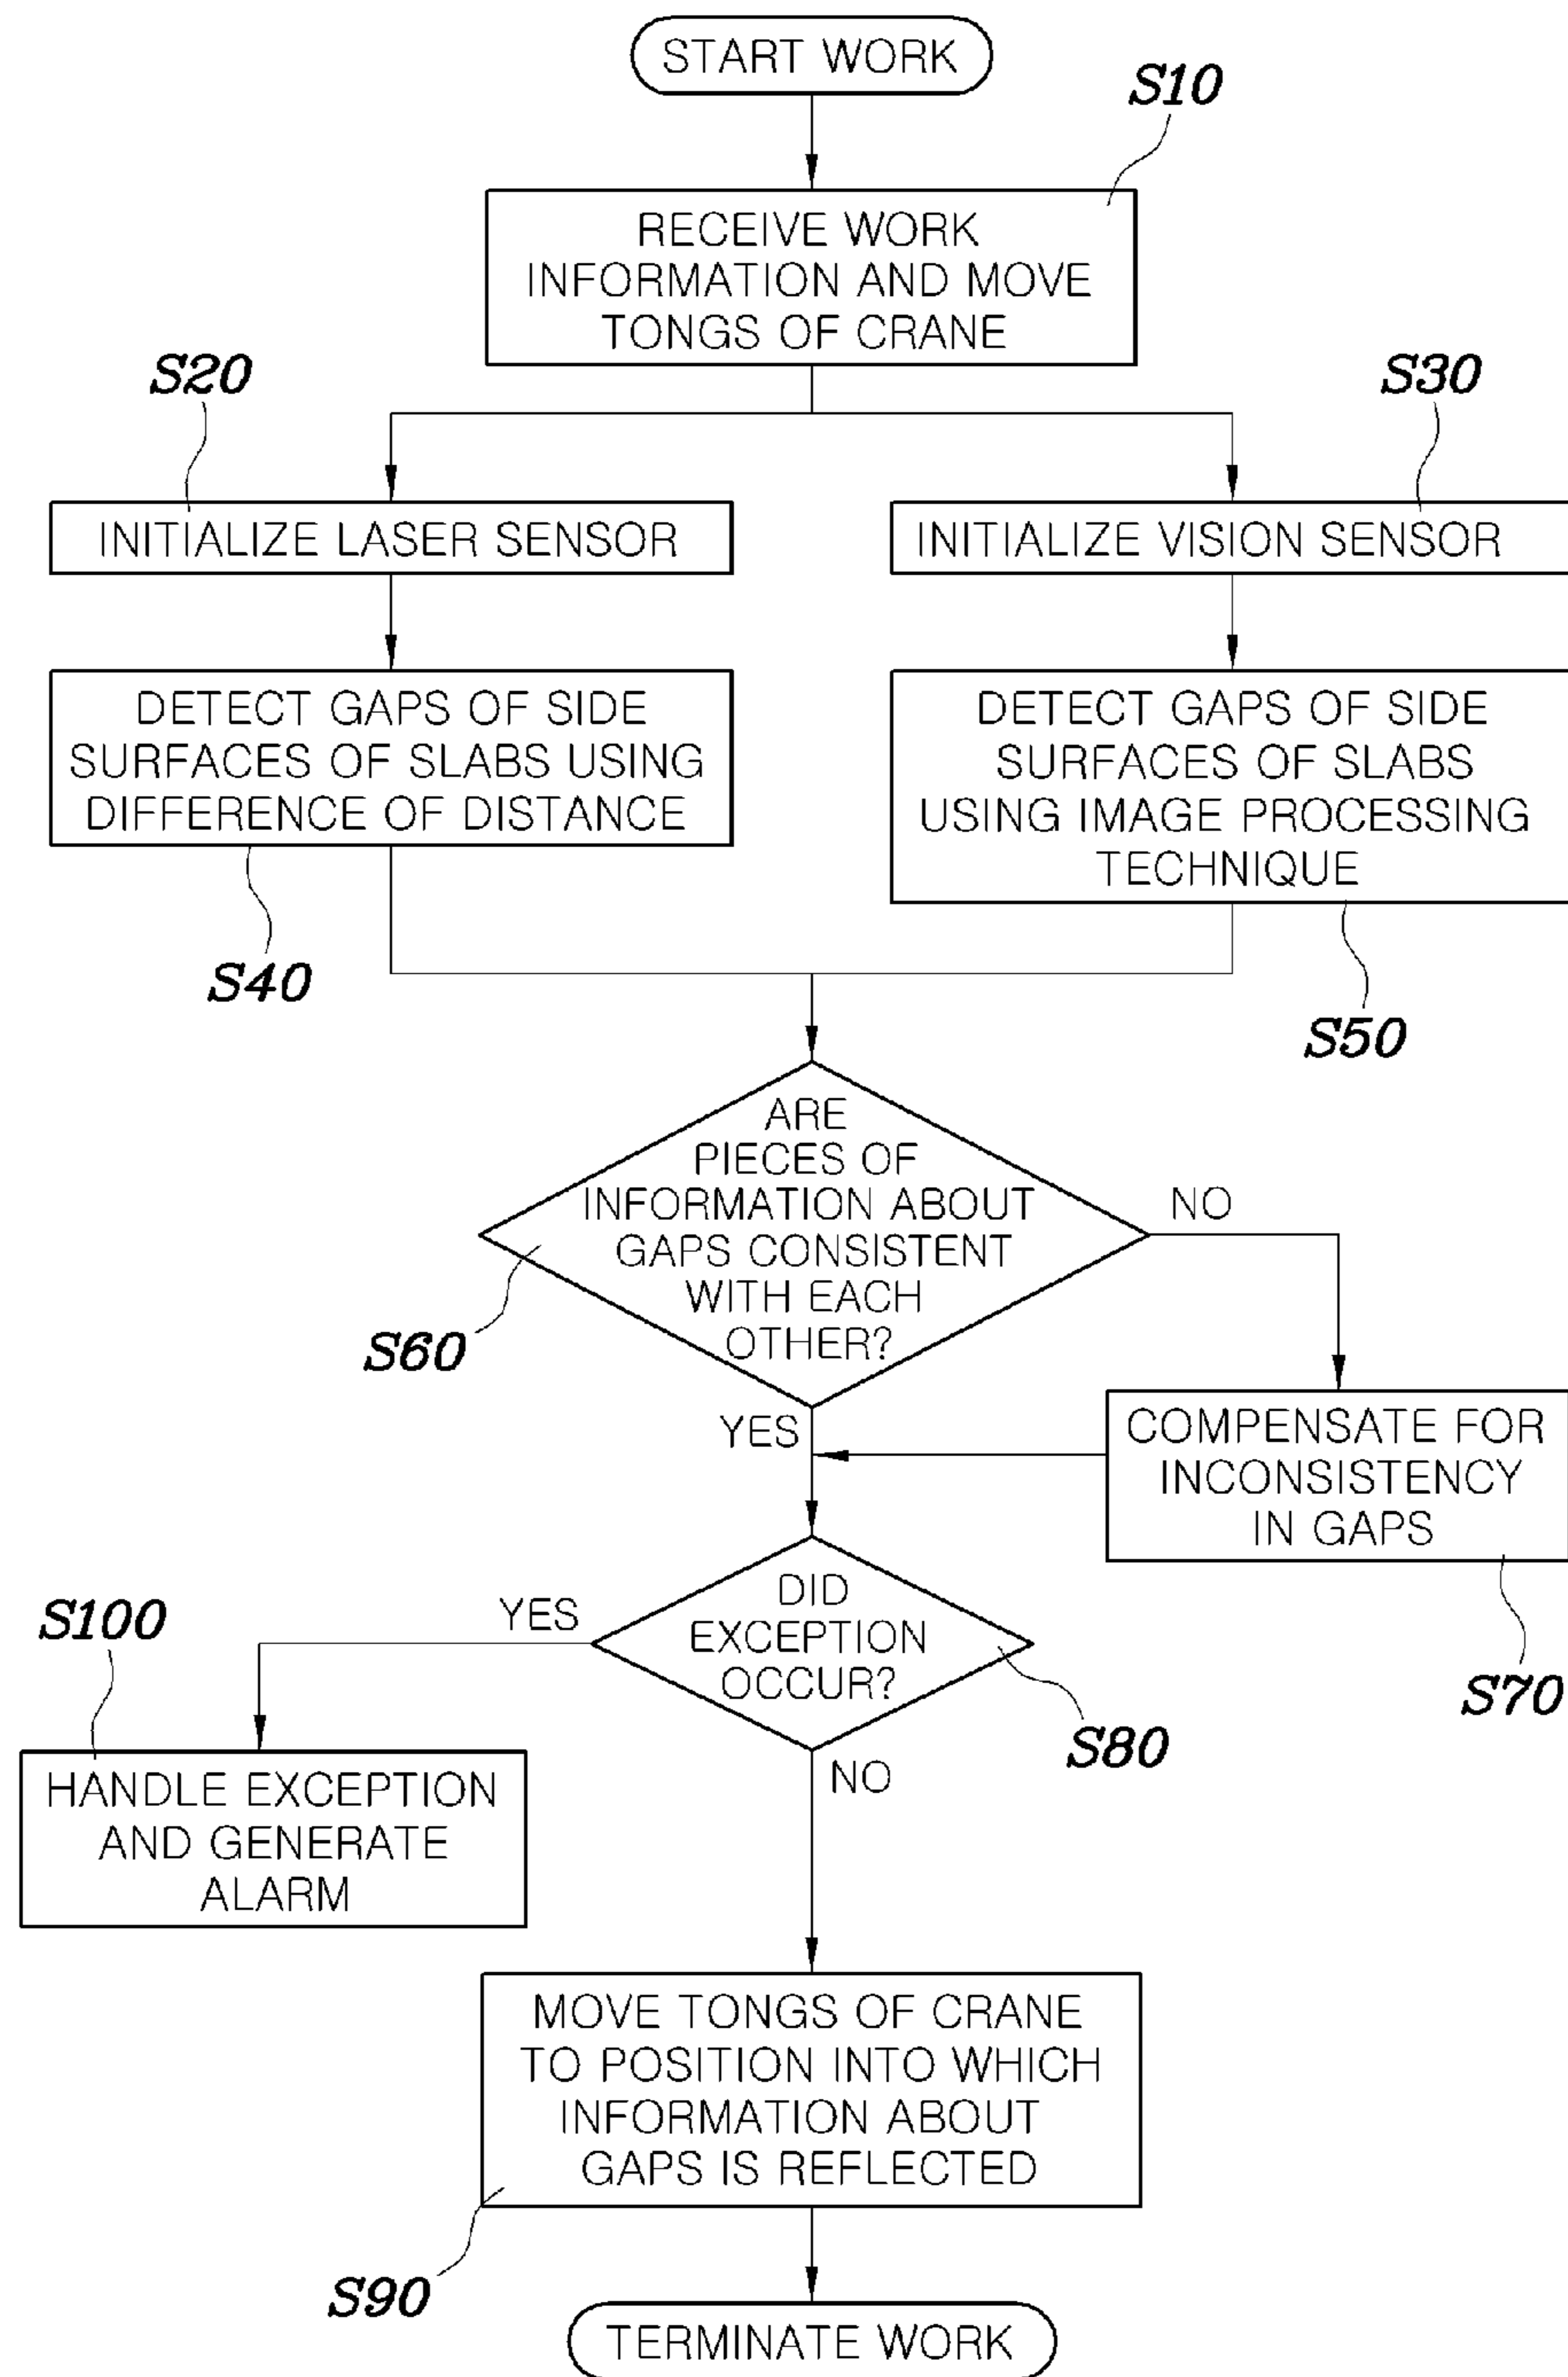 START WORK
S10
RECEIVE WORK
INFORMATION AND MOVE
TONGS OF CRANE
S20
S30
INITIALIZE LASER SENSOR
INITIALIZE VISION SENSOR
DETECT GAPS OF SIDE
SURFACES OF SLABS USING
DIFFERENCE OF DISTANCE
S40
DETECT GAPS OF SIDE
SURFACES OF SLABS
USING IMAGE PROCESSING
TECHNIQUE
S50
ARE
PIECES OF
INFORMATION ABOUT
GAPS CONSISTENT
WITH EACH
OTHER?
S60
NO
YES
COMPENSATE FOR
INCONSISTENCY
IN GAPS
S70
DID
EXCEPTION
OCCUR?
S80
YES
S100
HANDLE EXCEPTION
AND GENERATE
ALARM
NO
MOVE TONGS OF CRANE
TO POSITION INTO WHICH
INFORMATION ABOUT
GAPS IS REFLECTED
S90
TERMINATE WORK